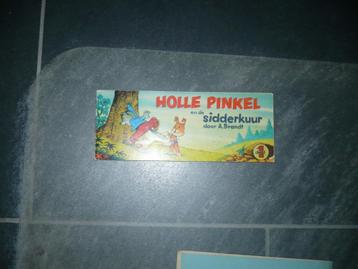 HOLLE PINKEL
en de
sidderkuur
door A. Brandt